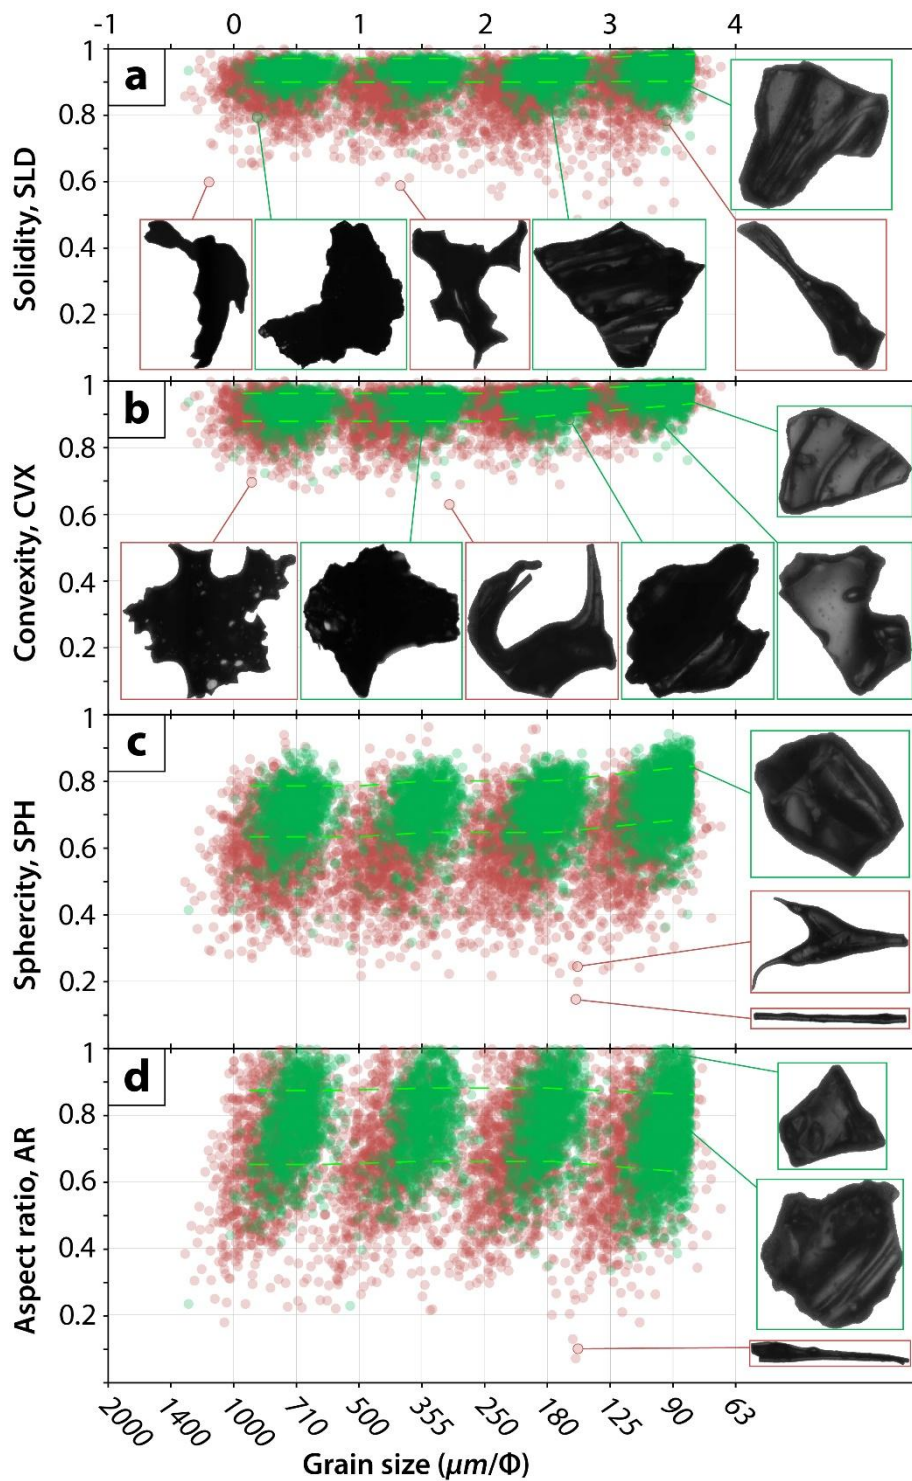 -1 0 1 2 3 4
a
Solidity, SLD
1
0.8
0.6
0.4
0.2
b
Convexity, CVX
1
0.8
0.6
0.4
0.2
c
Sphercity, SPH
1
0.8
0.6
0.4
0.2
d
Aspect ratio, AR
1
0.8
0.6
0.4
0.2
2000 1400 1000 710 500 355 250 180 125 90 63
Grain size (μm/Φ)